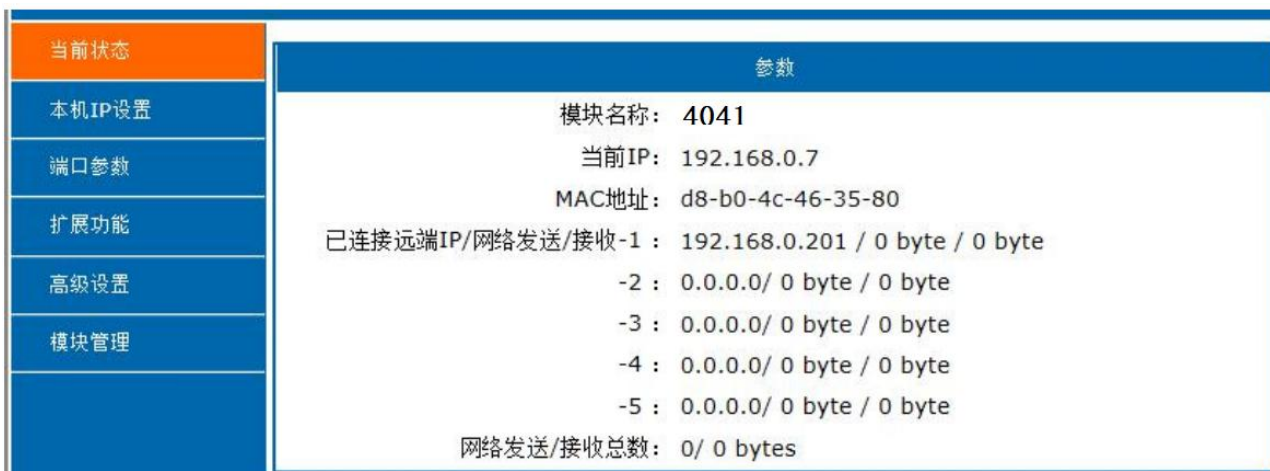 当前状态
本机IP设置
端口参数
扩展功能
高级设置
模块管理
参数
模块名称： 4041
当前IP： 192.168.0.7
MAC地址： d8-b0-4c-46-35-80
已连接远端IP/网络发送/接收-1： 192.168.0.201 / 0 byte / 0 byte
-2： 0.0.0.0/ 0 byte / 0 byte
-3： 0.0.0.0/ 0 byte / 0 byte
-4： 0.0.0.0/ 0 byte / 0 byte
-5： 0.0.0.0/ 0 byte / 0 byte
网络发送/接收总数： 0/ 0 bytes